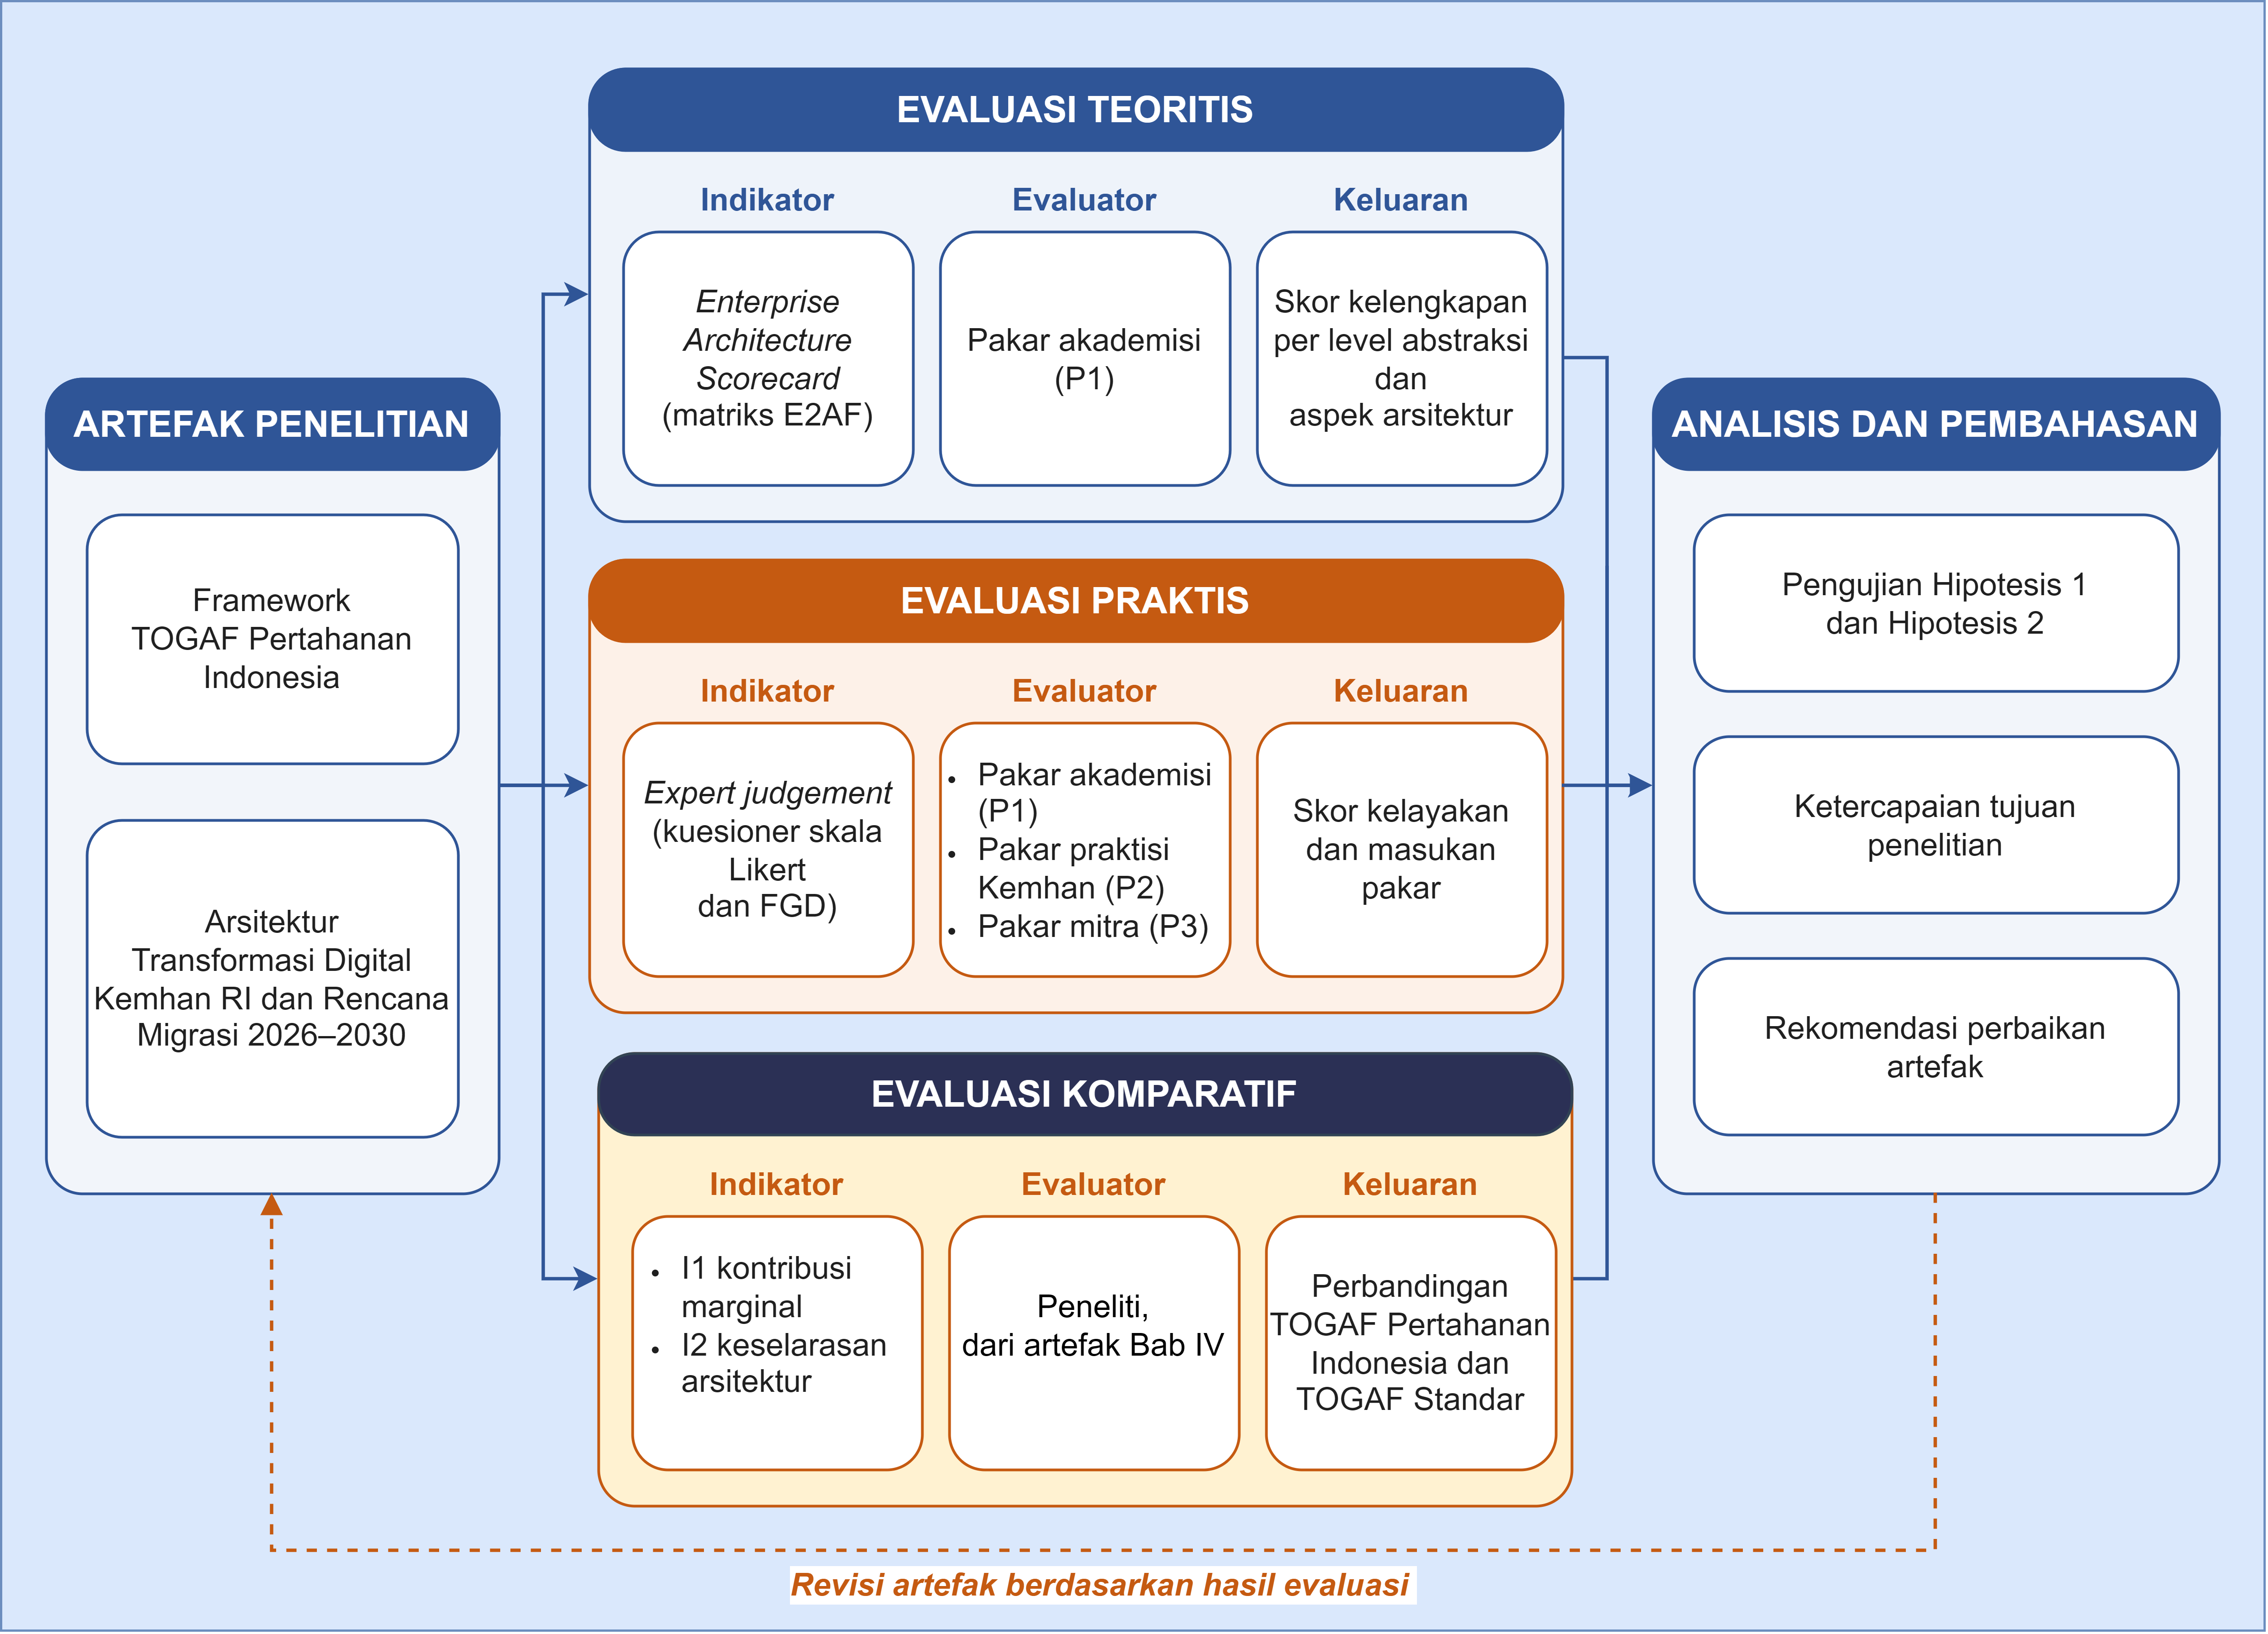 ARTEFAK PENELITIAN
Framework
TOGAF Pertahanan
Indonesia
Arsitektur
Transformasi Digital
Kemhan RI dan Rencana
Migrasi 2026–2030
EVALUASI TEORITIS
Indikator
Enterprise
Architecture
Scorecard
(matriks E2AF)
Evaluator
Pakar akademisi
(P1)
Keluaran
Skor kelengkapan
per level abstraksi
dan
aspek arsitektur
EVALUASI PRAKTIS
Indikator
Expert judgement
(kuesioner skala
Likert
dan FGD)
Evaluator
• Pakar akademisi
(P1)
• Pakar praktisi
Kemhan (P2)
• Pakar mitra (P3)
Keluaran
Skor kelayakan
dan masukan
pakar
EVALUASI KOMPARATIF
Indikator
• I1 kontribusi
marginal
• I2 keselarasan
arsitektur
Evaluator
Peneliti,
dari artefak Bab IV
Keluaran
Perbandingan
TOGAF Pertahanan
Indonesia dan
TOGAF Standar
ANALISIS DAN PEMBAHASAN
Pengujian Hipotesis 1
dan Hipotesis 2
Ketercapaian tujuan
penelitian
Rekomendasi perbaikan
artefak
Revisi artefak berdasarkan hasil evaluasi